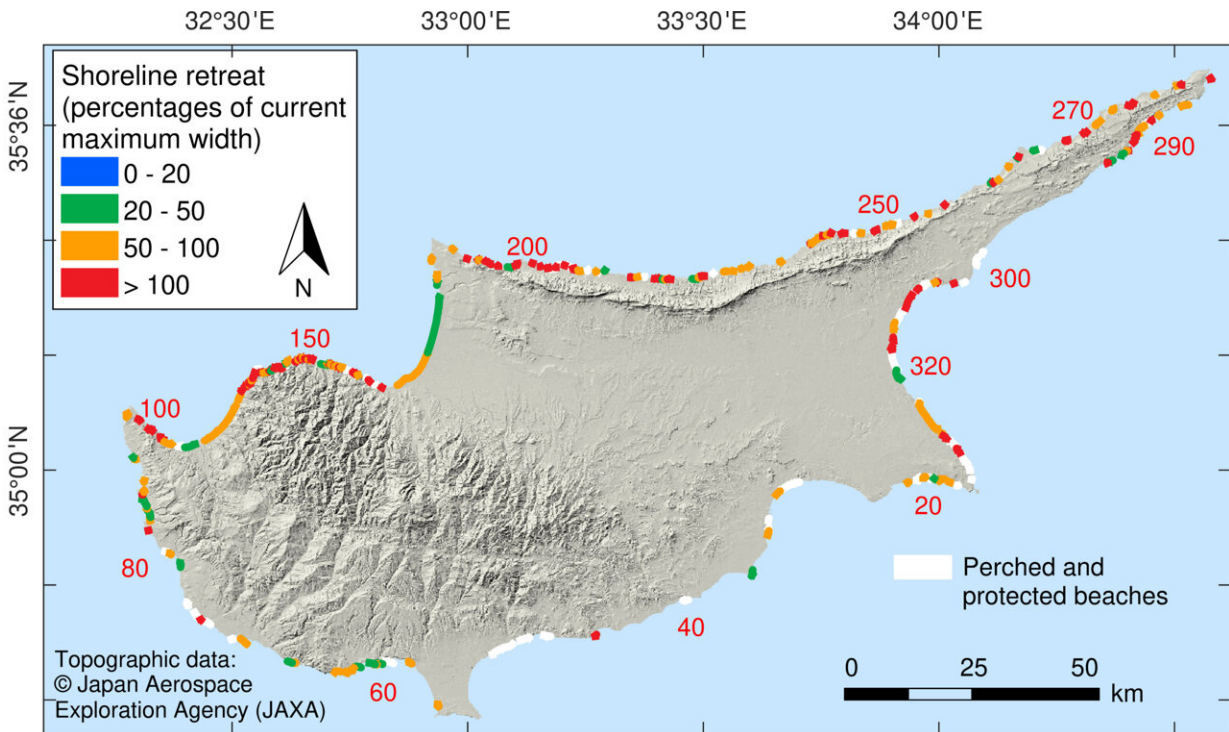 32°30'E
33°00'E
33°30'E
34°00'E
35°36'N
35°00'N
Shoreline retreat
(percentages of current
maximum width)
0 - 20
20 - 50
50 - 100
> 100
N
270
290
250
200
300
150
320
100
20
80
Perched and
protected beaches
40
60
Topographic data:
© Japan Aerospace
Exploration Agency (JAXA)
0
25
50
km